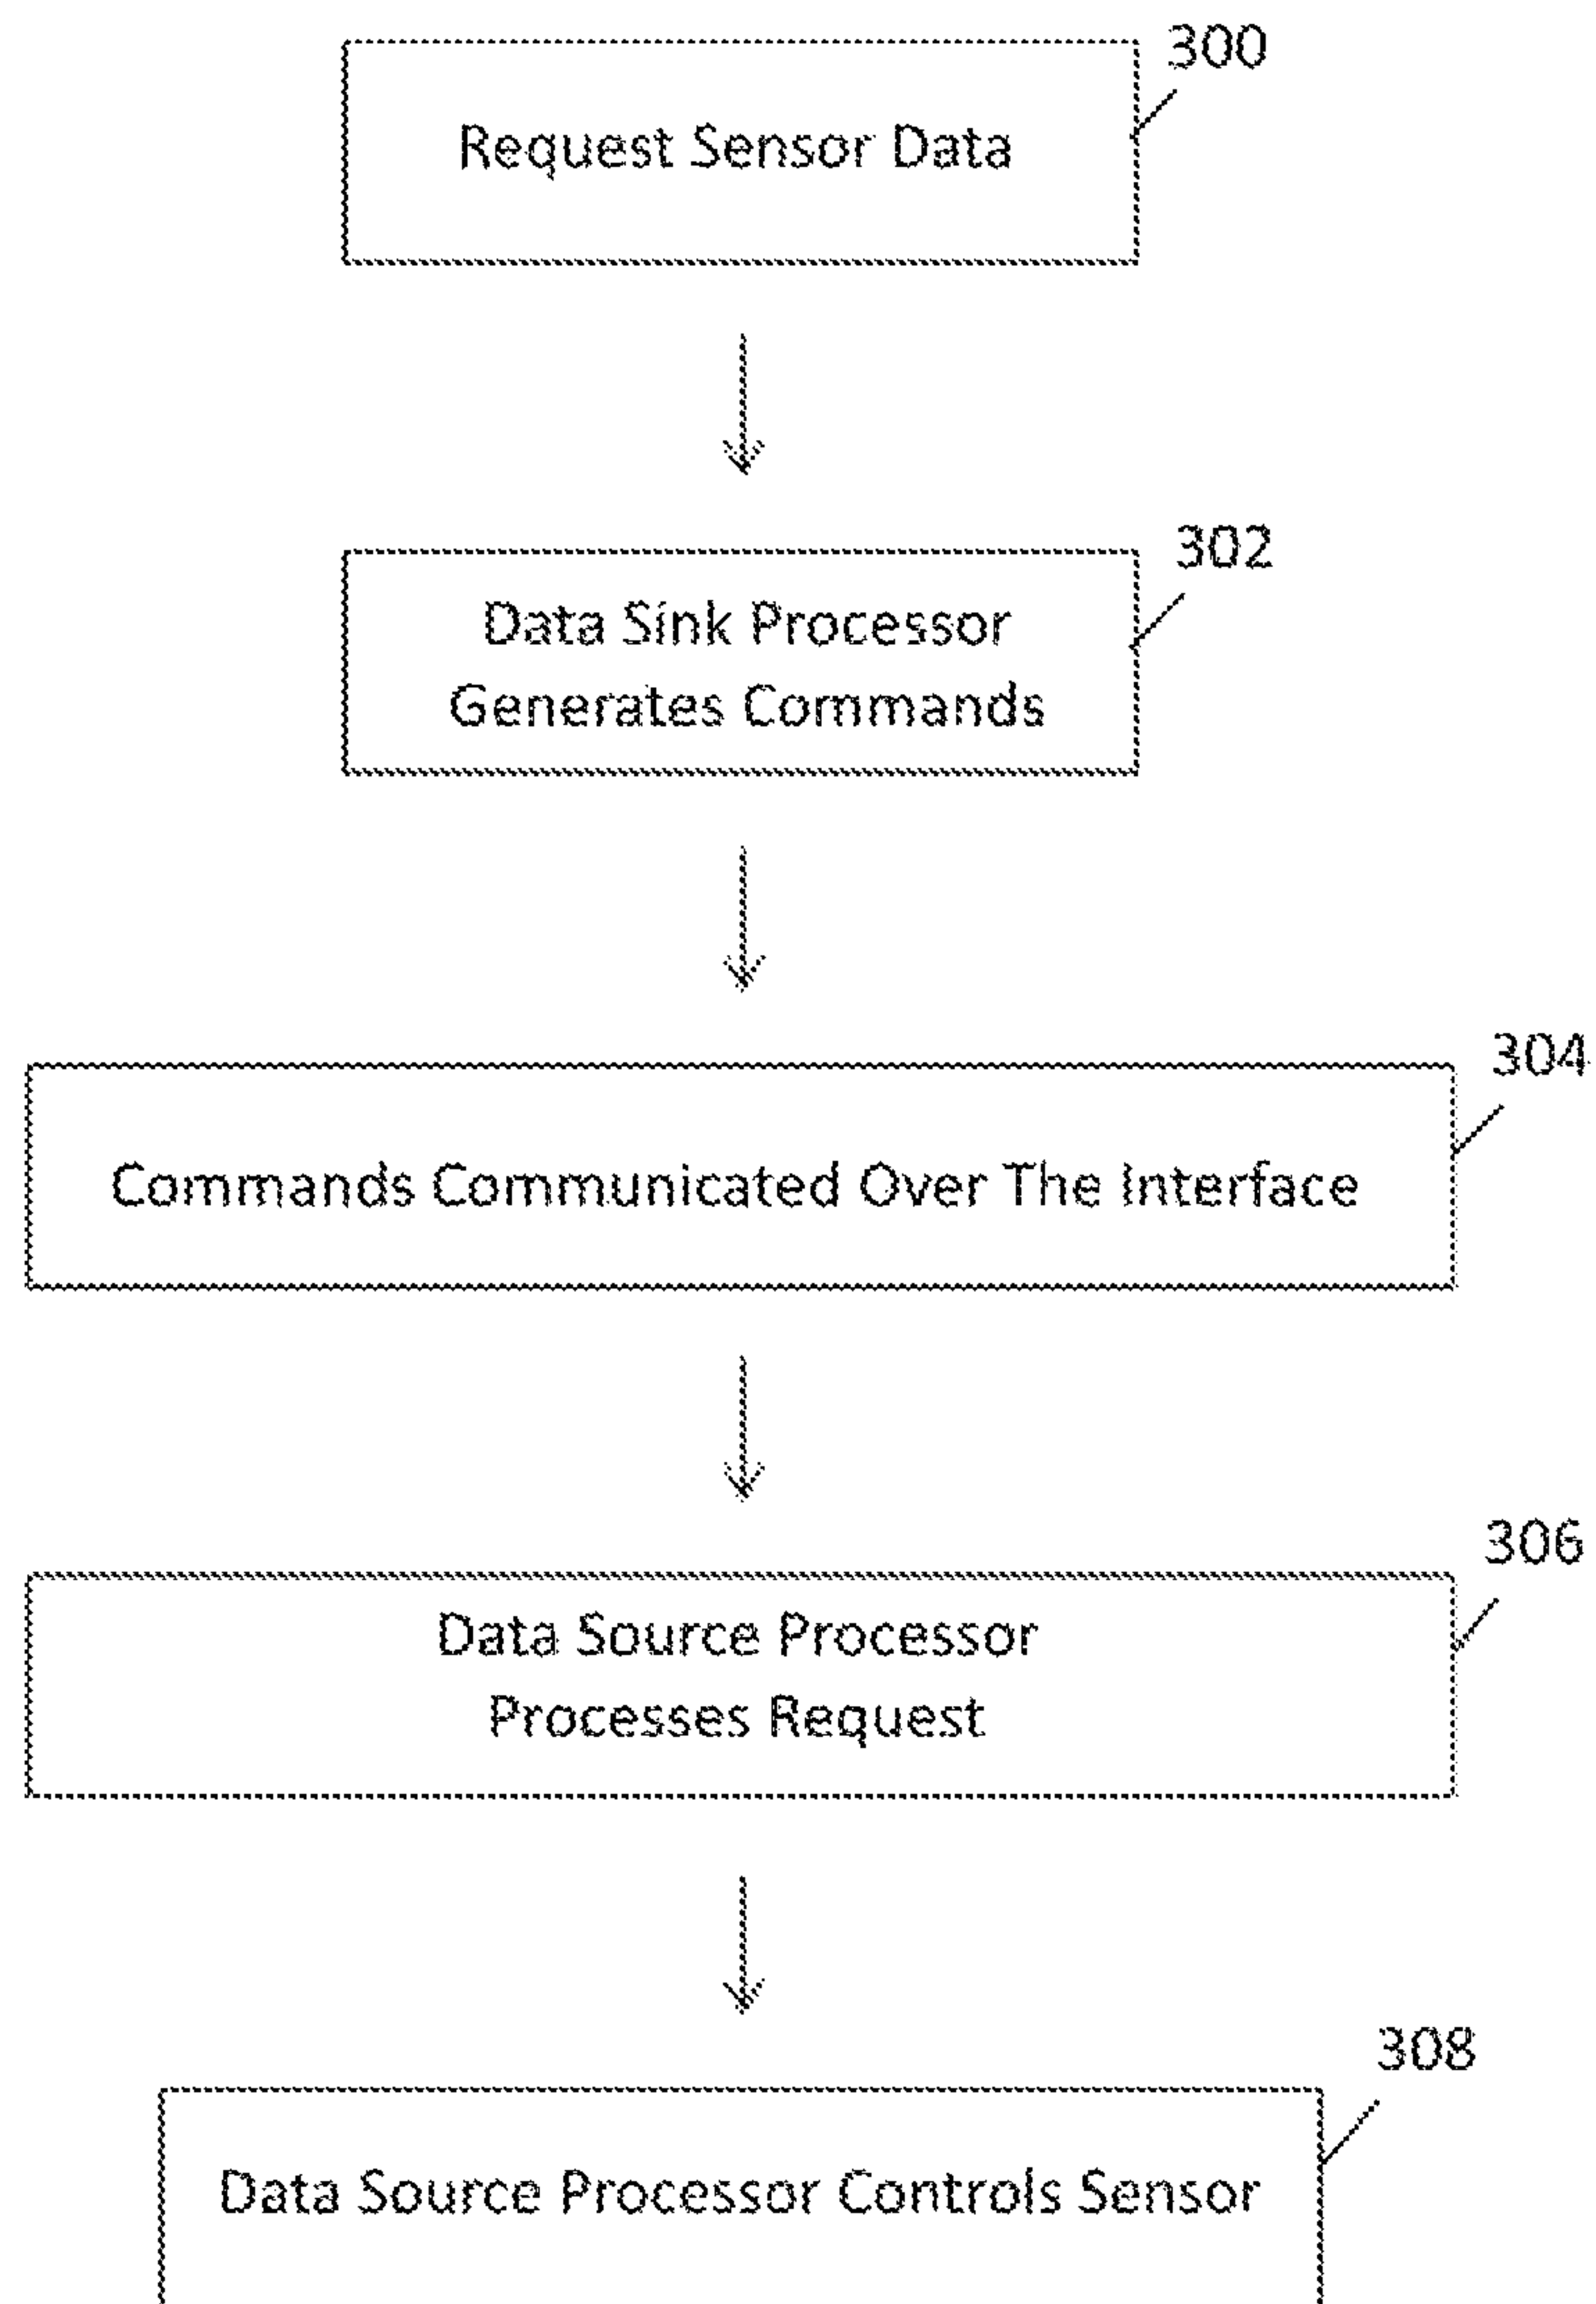 300
Request Sensor Data
302
Data Sink Processor
Generates Commands
304
Commands Communicated Over The Interface
306
Data Source Processor
Processes Request
308
Data Source Processor Controls Sensor